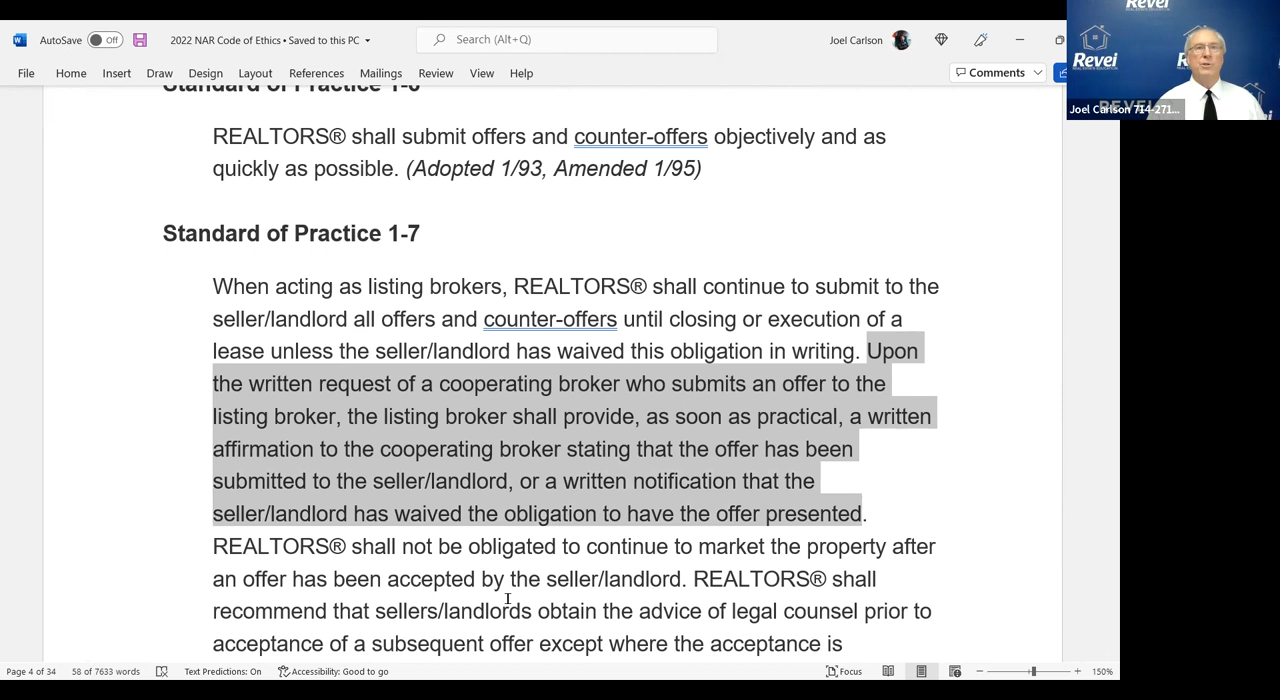 Revei
AutoSave Off 2022 NAR Code of Ethics • Saved to this PC Search (Alt+Q) Joel Carlson
File Home Insert Draw Design Layout References Mailings Review View Help Comments
Revei
Joel Carlson 714-271...
Standard of Practice 1-6
REALTORS® shall submit offers and counter-offers objectively and as
quickly as possible. (Adopted 1/93, Amended 1/95)
Standard of Practice 1-7
When acting as listing brokers, REALTORS® shall continue to submit to the
seller/landlord all offers and counter-offers until closing or execution of a
lease unless the seller/landlord has waived this obligation in writing. Upon
the written request of a cooperating broker who submits an offer to the
listing broker, the listing broker shall provide, as soon as practical, a written
affirmation to the cooperating broker stating that the offer has been
submitted to the seller/landlord, or a written notification that the
seller/landlord has waived the obligation to have the offer presented.
REALTORS® shall not be obligated to continue to market the property after
an offer has been accepted by the seller/landlord. REALTORS® shall
recommend that sellers/landlords obtain the advice of legal counsel prior to
acceptance of a subsequent offer except where the acceptance is
Page 4 of 34 58 of 7633 words Text Predictions: On Accessibility: Good to go Focus 150%